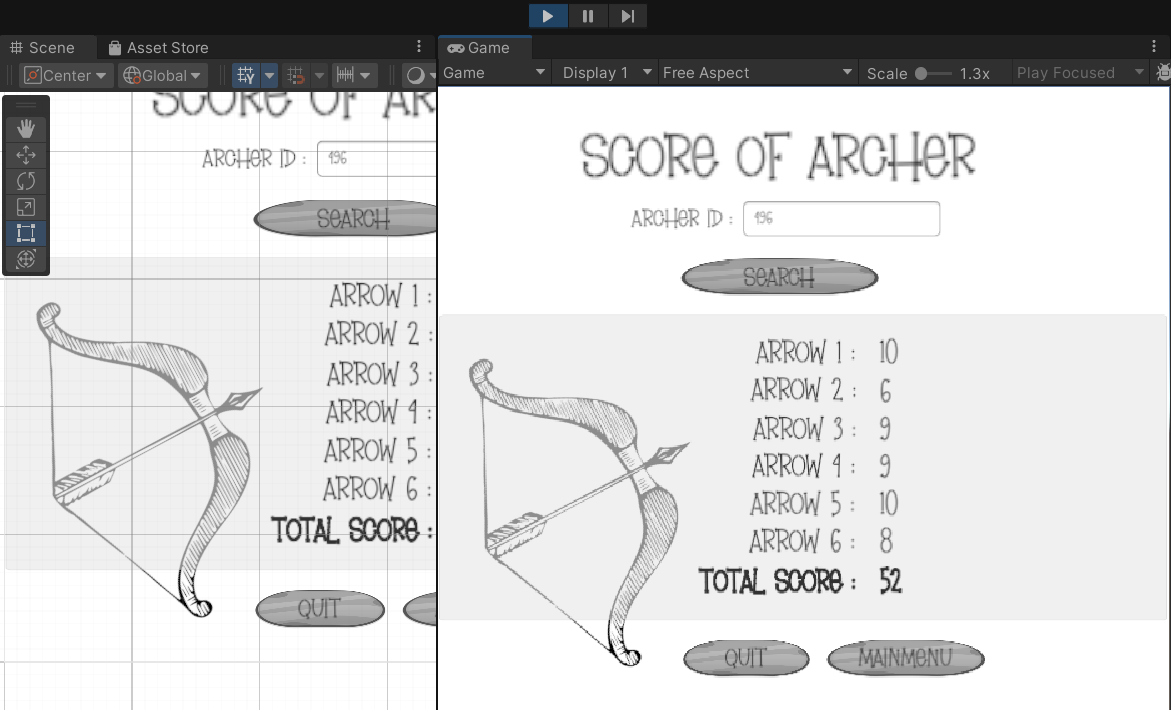 Scene
Asset Store
Center
Global
SCORE OF AR
ARCHER ID : 196
SEARCH
ARROW 1 :
ARROW 2 :
ARROW 3 :
ARROW 4 :
ARROW 5 :
ARROW 6 :
TOTAL SCORE :
QUIT
Game
Game
Display 1
Free Aspect
Scale
1.3x
Play Focused
SCORE OF ARCHER
ARCHER ID : 196
SEARCH
ARROW 1 : 10
ARROW 2 : 6
ARROW 3 : 9
ARROW 4 : 9
ARROW 5 : 10
ARROW 6 : 8
TOTAL SCORE : 52
QUIT
MAINMENU